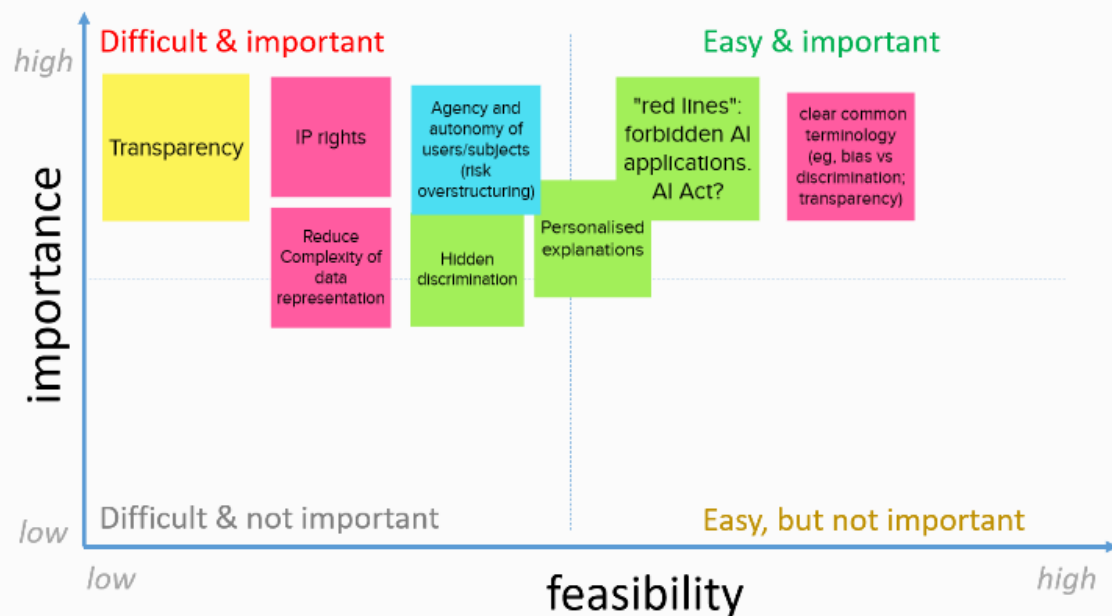 Difficult & important
Easy & important
high
Transparency
IP rights
Agency and
autonomy of
users/subjects
(risk
overstructuring)
"red lines":
forbidden AI
applications.
AI Act?
clear common
terminology
(eg, bias vs
discrimination;
transparency)
Reduce
Complexity of
data
representation
Hidden
discrimination
Personalised
explanations
importance
Difficult & not important
Easy, but not important
low
low
feasibility
high